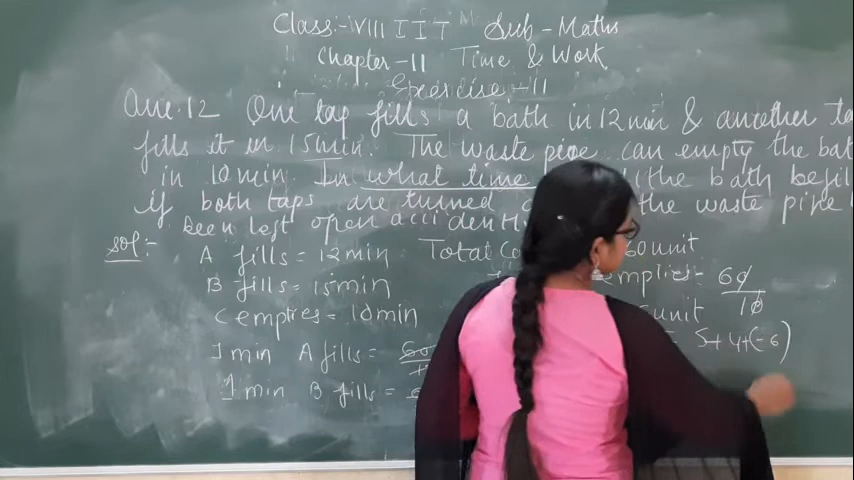 Class:- VIII IIT Sub - Maths
Chapter - 11 Time & Work
Exercise - 11
Que.12 One tap fills a bath in 12 min & another
fills it in 15 min. The waste pipe can empty the
in 10 min. In what time the bath be
if both taps are turned the waste pipe
been left open
Sol:- A fills = 12 min Total 60 unit
B fills = 15 min empties = 60/10
C empties = 10 min unit
1 min A fills = 5+4+(-6)
1 min B fills =